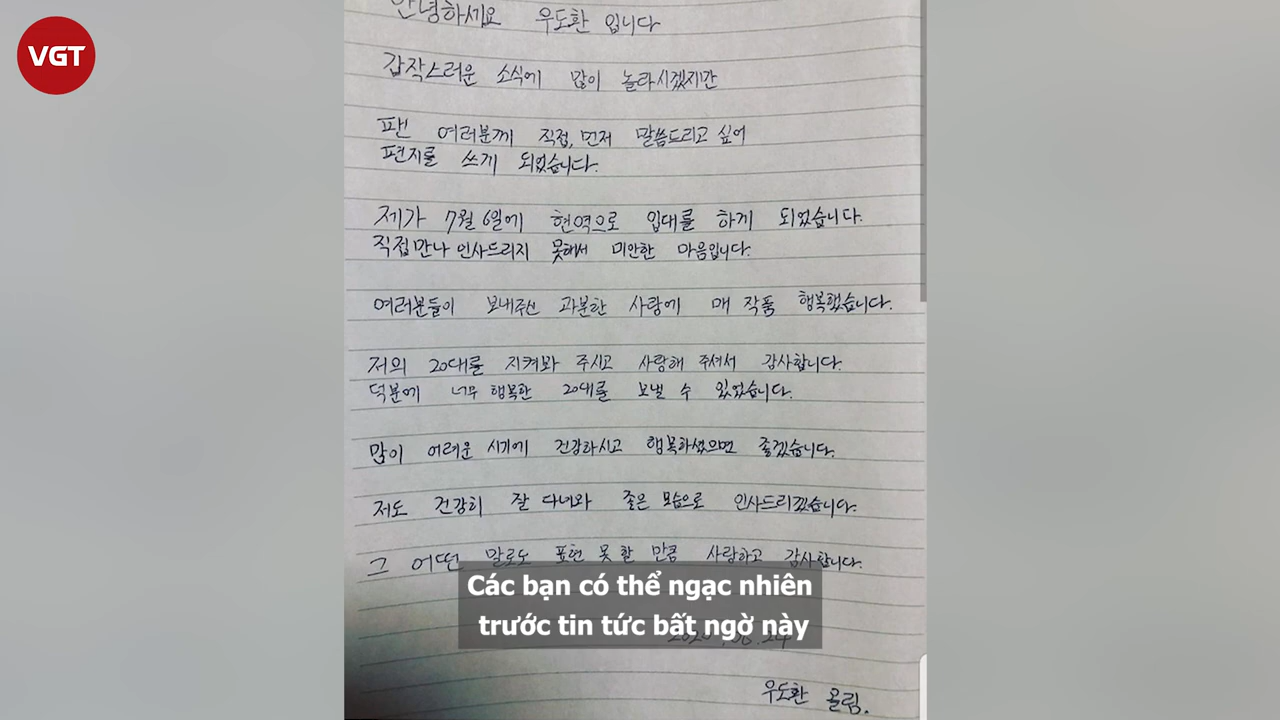 VGT
안녕하세요 우도환 입니다
갑작스러운 소식에 많이 놀라시겠지만
팬 여러분께 직접, 먼저 말씀드리고 싶어
편지를 쓰게 되었습니다.
제가 7월 6일에 현역으로 입대를 하게 되었습니다.
직접 만나 인사드리지 못해서 미안한 마음입니다.
여러분들이 보내주신 과분한 사랑에 매 작품 행복했습니다.
저의 20대를 지켜봐 주시고 사랑해 주셔서 감사합니다.
덕분에 너무 행복한 20대를 보낼 수 있었습니다.
많이 어려운 시기에 건강하시고 행복하셨으면 좋겠습니다.
저도 건강히 잘 다녀와 좋은 모습으로 인사드리겠습니다.
그 어떤 말로도 표현 못 할 만큼 사랑하고 감사합니다.
Các bạn có thể ngạc nhiên
trước tin tức bất ngờ này
우도환 올림.